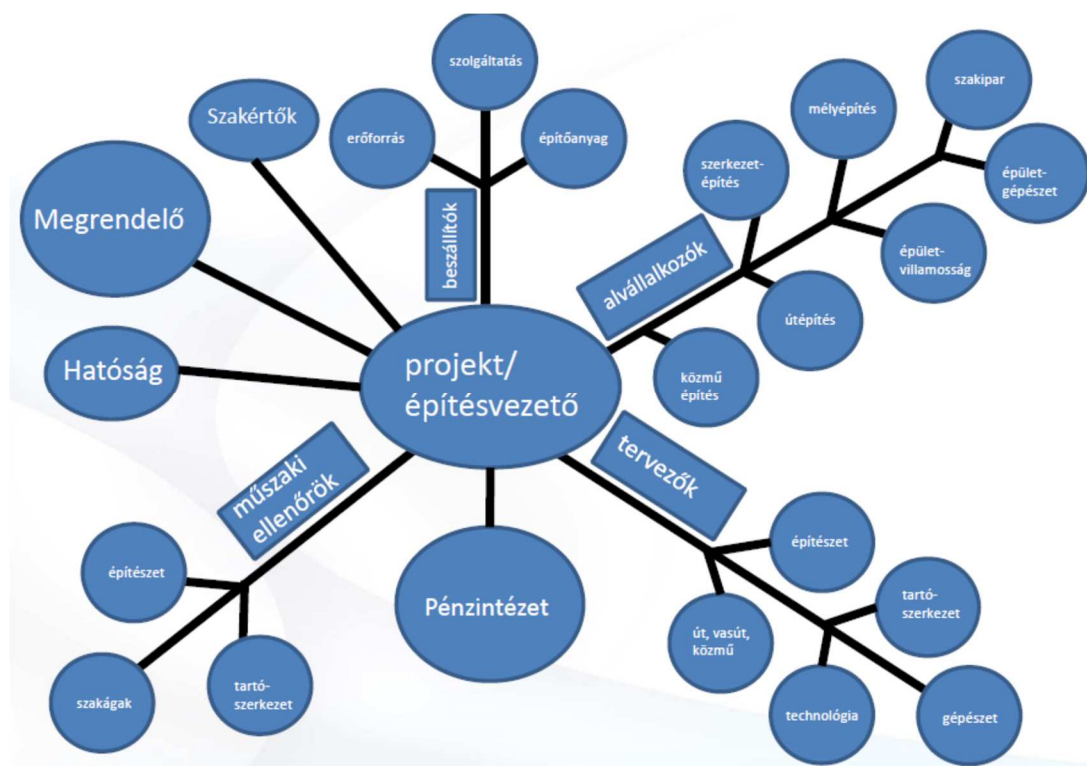 szolgáltatás
Szakértők
erőforrás
építőanyag
Megrendelő
beszállítók
Hatóság
projekt/
építésvezető
szakipar
mélyépítés
szerkezet-
építés
épület-
gépészet
alvállalkozók
épület-
villamosság
útépítés
közmű
építés
műszaki
ellenőrök
építészet
szakágak
tartó-
szerkezet
Pénzintézet
tervezők
építészet
tartó-
szerkezet
út, vasút,
közmű
technológia
gépészet